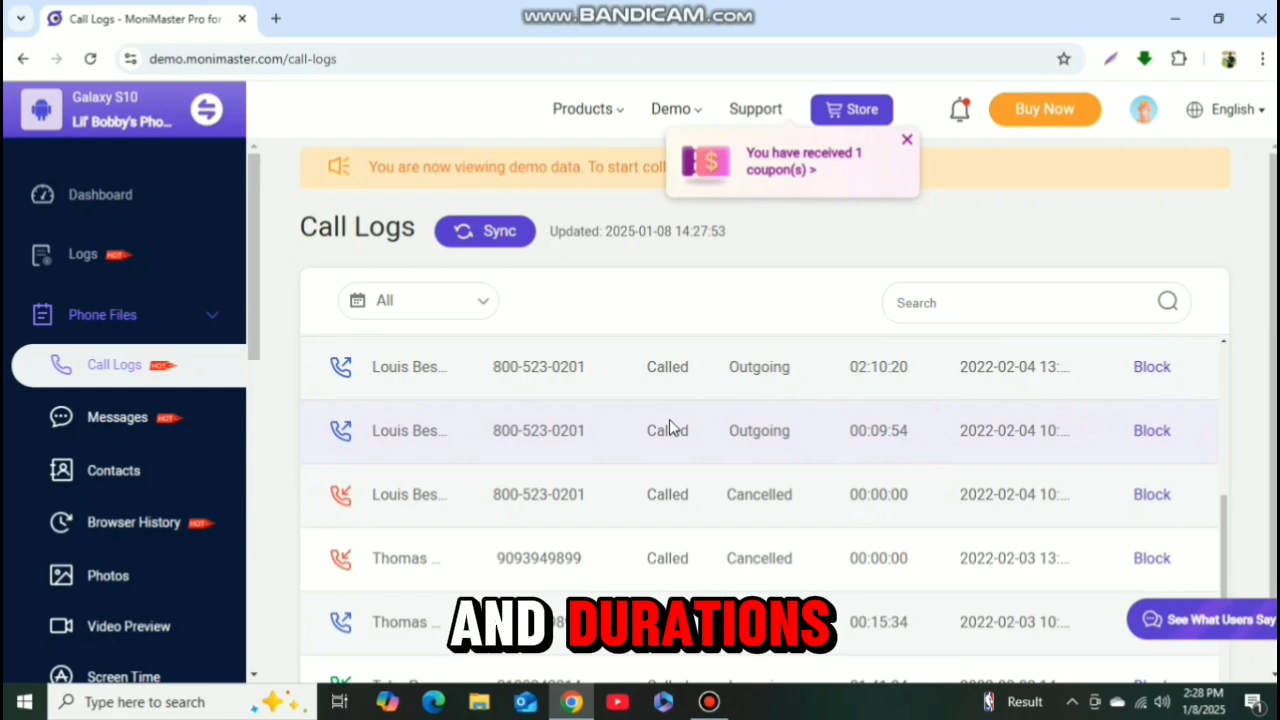 www.BANDICAM.com
Call Logs - MoniMaster Pro for
demo.monimaster.com/call-logs
Galaxy S10
Lil' Bobby's Pho...
Products
Demo
Support
Store
Buy Now
English
You have received 1
coupon(s) >
You are now viewing demo data. To start coll
Call Logs
Sync
Updated: 2025-01-08 14:27:53
Dashboard
Logs HOT
Phone Files
Call Logs HOT
Messages HOT
Contacts
Browser History HOT
Photos
Video Preview
Screen Time
All
Search
Louis Bes... 800-523-0201 Called Outgoing 02:10:20 2022-02-04 13:... Block
Louis Bes... 800-523-0201 Called Outgoing 00:09:54 2022-02-04 10:... Block
Louis Bes... 800-523-0201 Called Cancelled 00:00:00 2022-02-04 10:... Block
Thomas ... 9093949899 Called Cancelled 00:00:00 2022-02-03 13:... Block
Thomas ... 9899 00:15:34 2022-02-03 10:... Block
AND DURATIONS
See What Users Say
Type here to search
Result
2:28 PM
1/8/2025